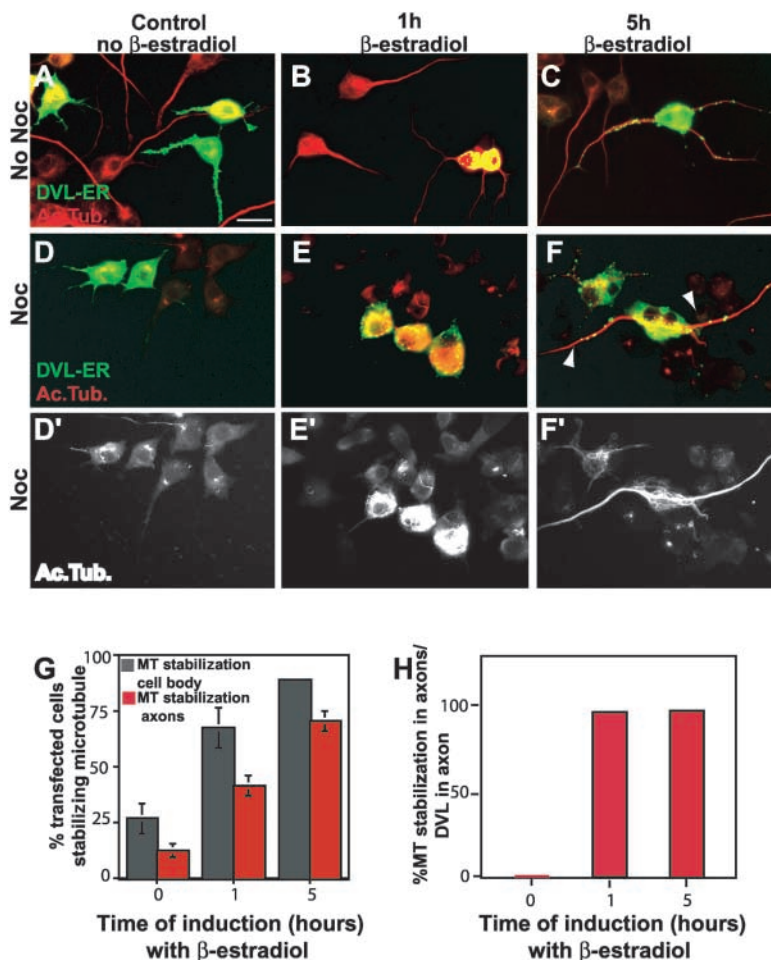 Control
no β-estradiol
1h
β-estradiol
5h
β-estradiol
No Noc
A
DVL-ER
Ac.Tub.
B
C
Noc
D
DVL-ER
Ac.Tub.
E
F
Noc
D'
Ac.Tub.
E'
F'
G
% transfected cells
stabilizing microtubule
100
75
50
25
0
MT stabilization
cell body
MT stabilization
axons
0 1 5
Time of induction (hours)
with β-estradiol
H
%MT stabilization in axons/
DVL in axon
100
50
0
0 1 5
Time of induction (hours)
with β-estradiol